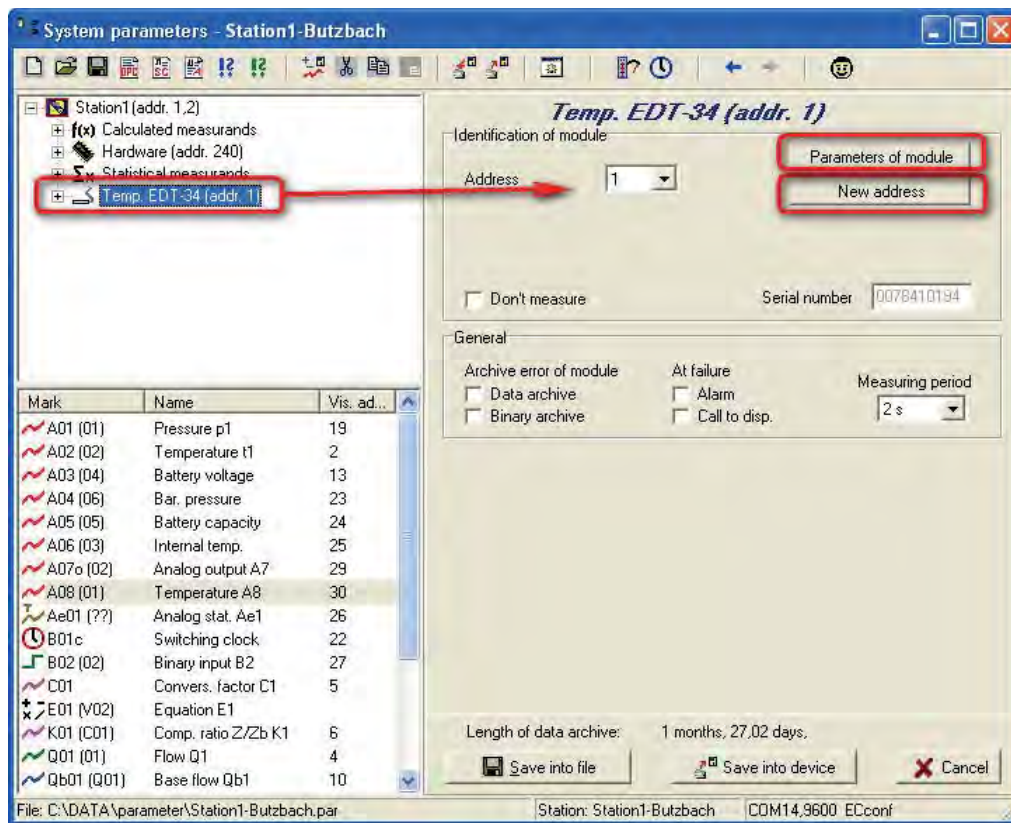 System parameters - Station1-Butzbach
Station1 (addr. 1,2)
f(x) Calculated measurands
Hardware (addr. 240)
Σx Statistical measurands
Temp. EDT-34 (addr. 1)
Mark Name Vis. ad...
A01 (01) Pressure p1 19
A02 (02) Temperature t1 2
A03 (04) Battery voltage 13
A04 (06) Bar. pressure 23
A05 (05) Battery capacity 24
A06 (03) Internal temp. 25
A07o (02) Analog output A7 29
A08 (01) Temperature A8 30
Ae01 (??) Analog stat. Ae1 26
B01c Switching clock 22
B02 (02) Binary input B2 27
C01 Convers. factor C1 5
E01 (V02) Equation E1
K01 (C01) Comp. ratio Z/Zb K1 6
Q01 (01) Flow Q1 4
Qb01 (Q01) Base flow Qb1 10
Temp. EDT-34 (addr. 1)
Identification of module
Parameters of module
Address 1
New address
Don't measure
Serial number 0078410194
General
Archive error of module
Data archive
Binary archive
At failure
Alarm
Call to disp.
Measuring period
2 s
Length of data archive: 1 months, 27,02 days,
Save into file
Save into device
Cancel
File: C:\DATA\parameter\Station1-Butzbach.par Station: Station1-Butzbach COM14,9600 ECconf